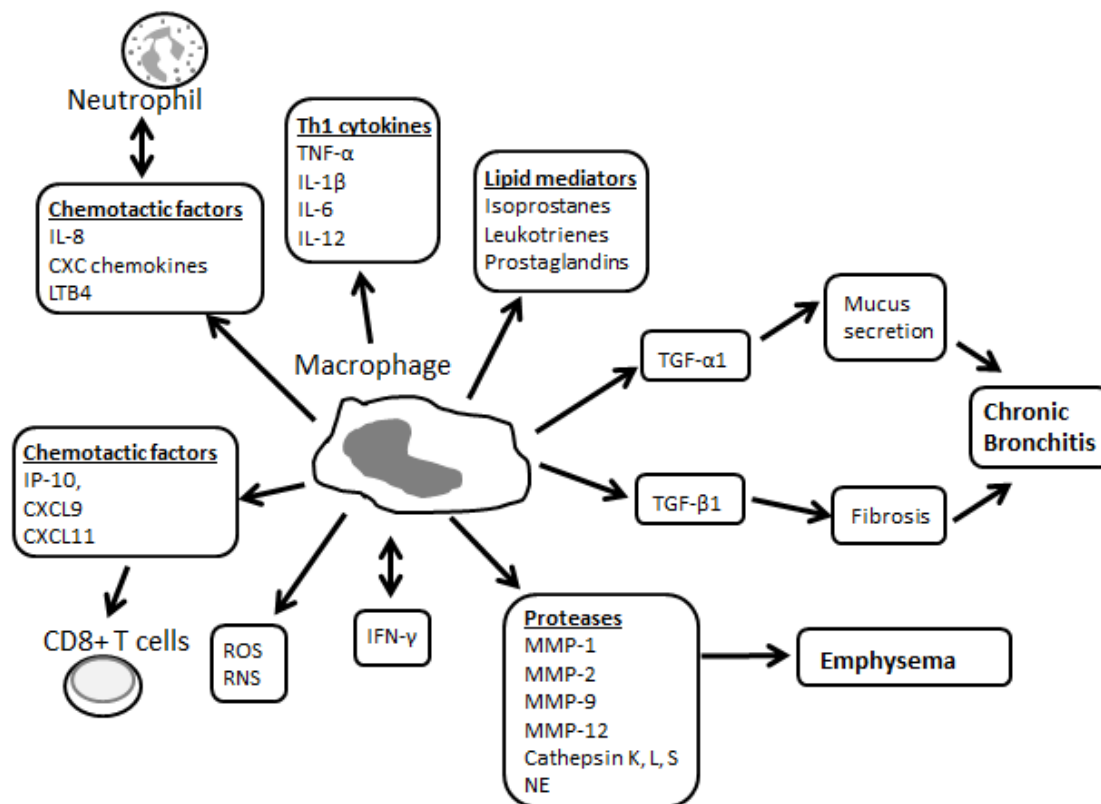 Neutrophil
Th1 cytokines
TNF-α
IL-1β
IL-6
IL-12
Lipid mediators
Isoprostanes
Leukotrienes
Prostaglandins
Chemotactic factors
IL-8
CXC chemokines
LTB4
Macrophage
TGF-α1
Mucus
secretion
Chronic
Bronchitis
Chemotactic factors
IP-10,
CXCL9
CXCL11
TGF-β1
Fibrosis
CD8+ T cells
ROS
RNS
IFN-γ
Proteases
MMP-1
MMP-2
MMP-9
MMP-12
Cathepsin K, L, S
NE
Emphysema